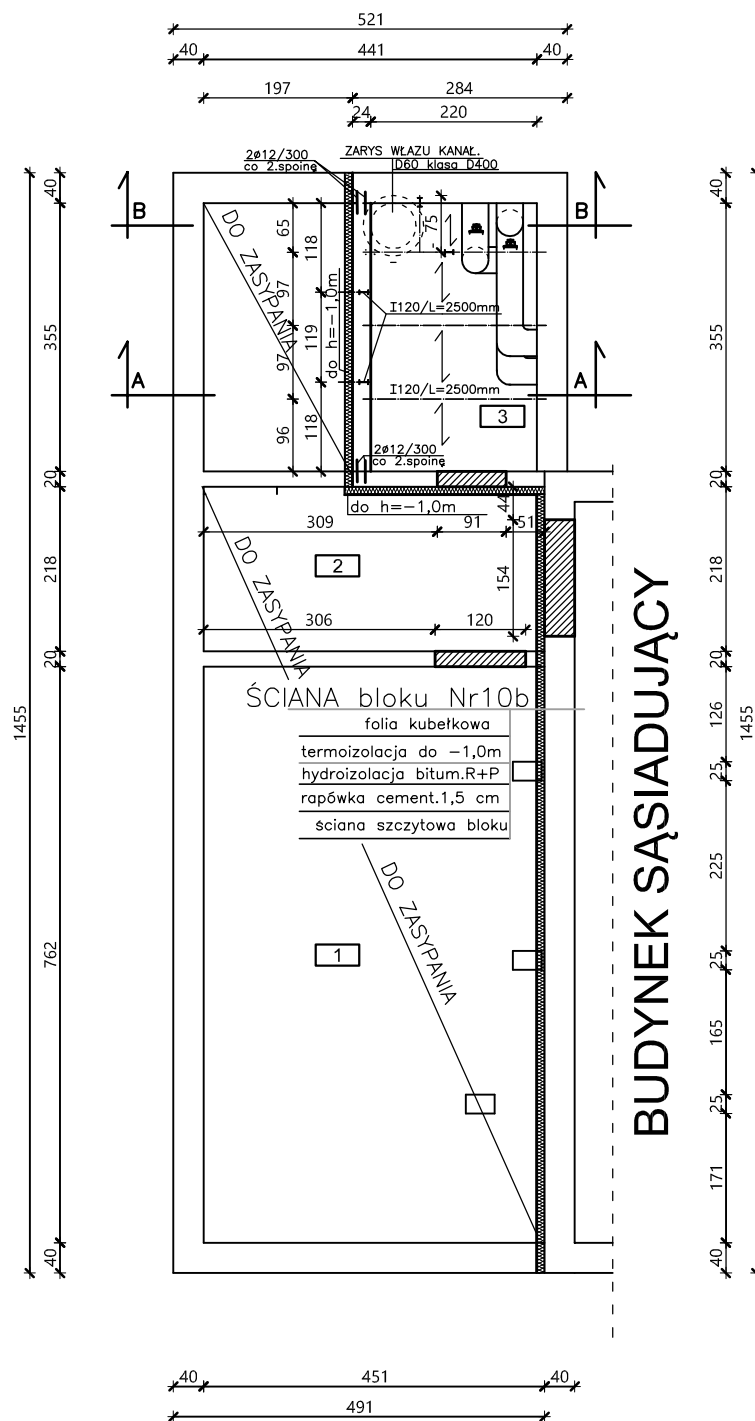 521
40 441 40
197 284
24 220
2ø12/300
co 2.spoinę
ZARYS WŁAZU KANAŁ.
D60 klasa D400
40
B
B
40
65
118
75
DO ZASYPANIA
97
do h=-1,0m
I120/L=2500mm
355
119
355
97
A
A
I120/L=2500mm
3
96
118
2ø12/300
co 2.spoinę
20
20
do h=-1,0m
44
309 91 51
218
2
154
218
DO ZASYPANIA
306 120
20
20
ŚCIANA bloku Nr10b
folia kubełkowa
termoizolacja do -1,0m
hydroizolacja bitum.R+P
rapówka cement.1,5 cm
ściana szczytowa bloku
1455
1455
126
25
225
DO ZASYPANIA
762
1
25
165
25
171
40
40
BUDYNEK SĄSIADUJĄCY
40 451 40
491